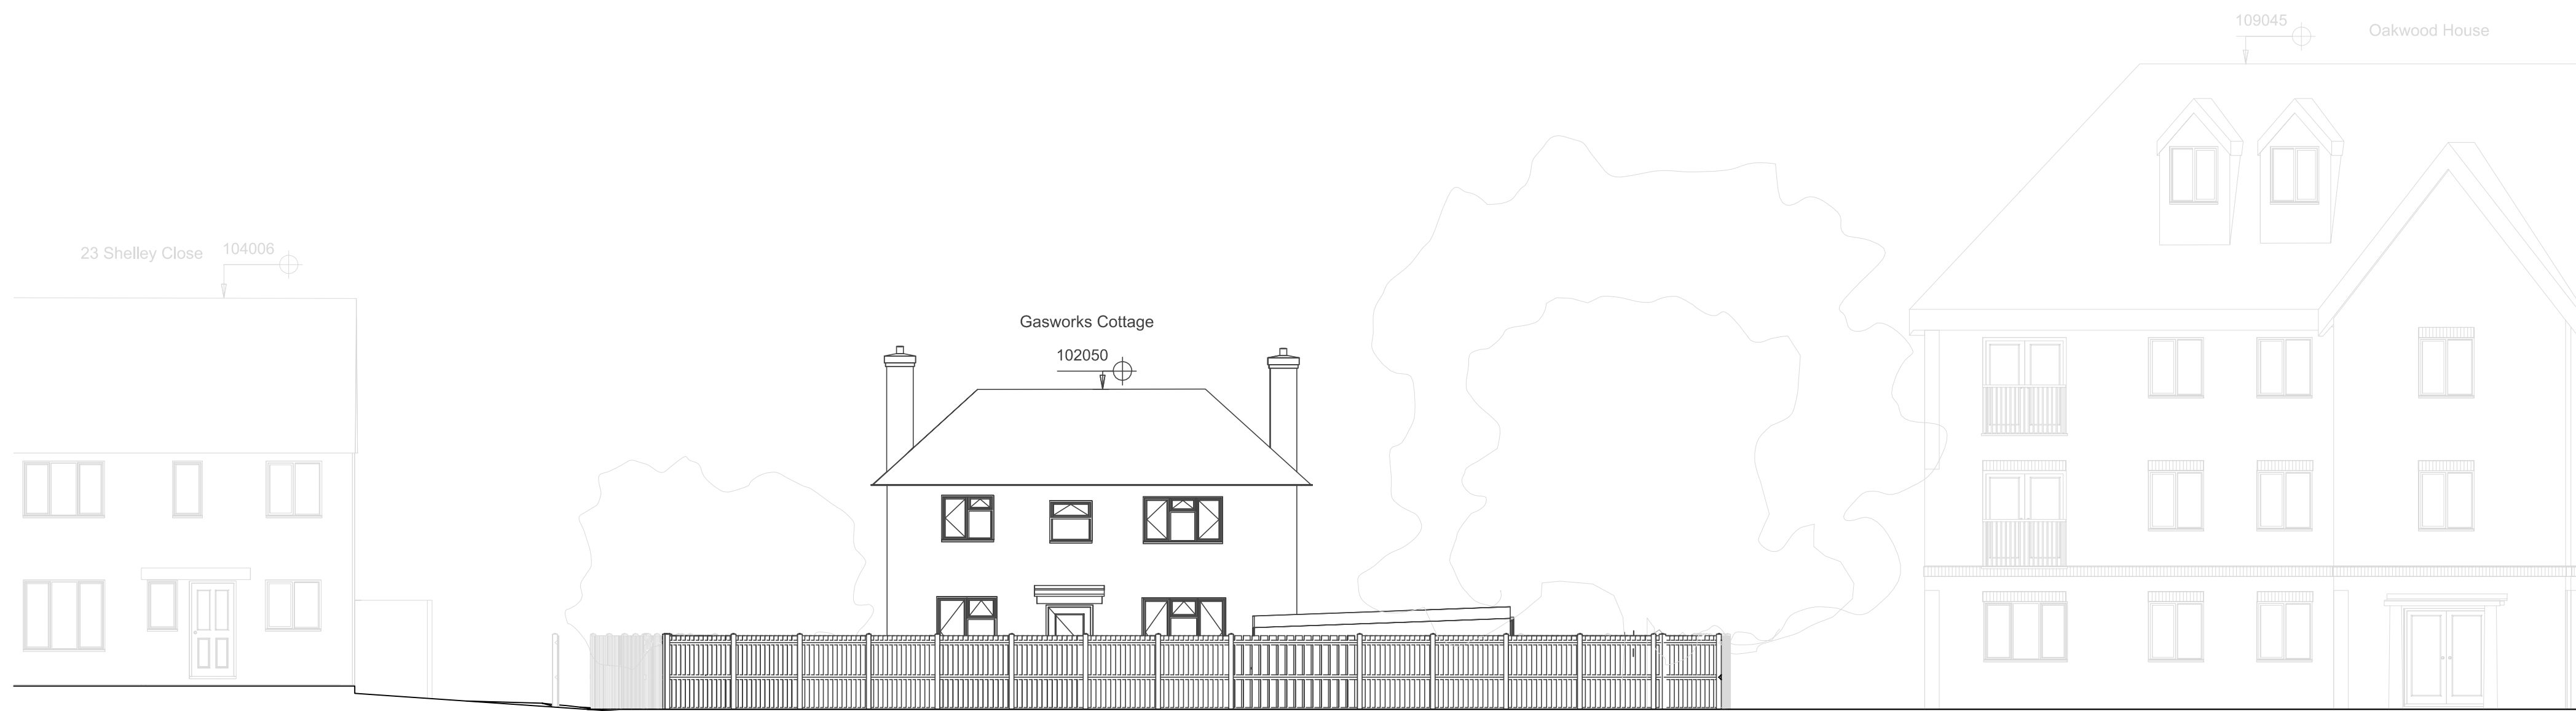 109045
Oakwood House
23 Shelley Close
104006
Gasworks Cottage
102050